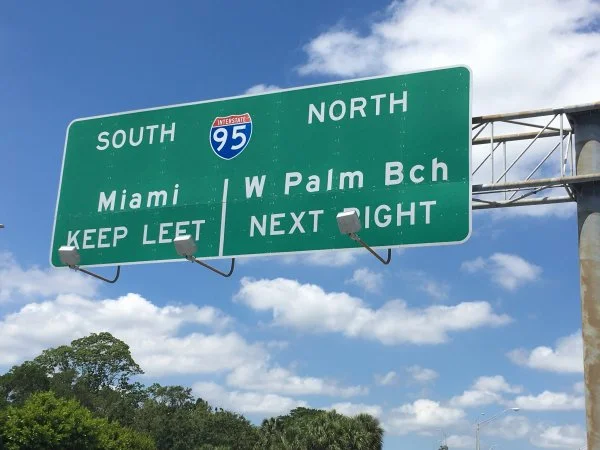 SOUTH
INTERSTATE
95
NORTH
Miami
KEEP LEFT
W Palm Bch
NEXT RIGHT